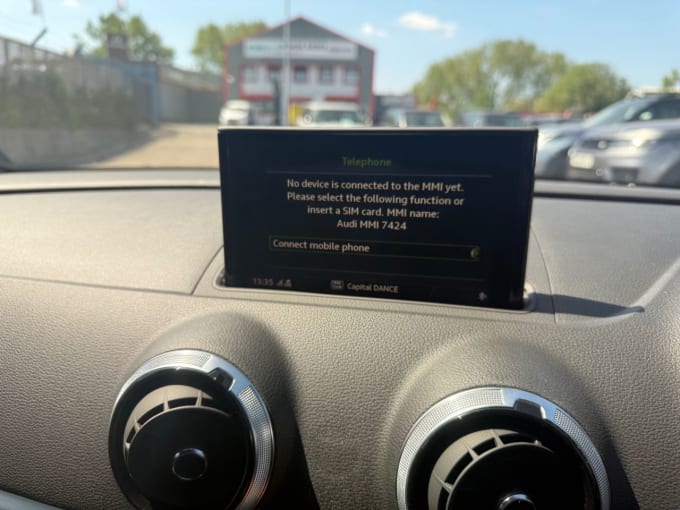 Telephone
No device is connected to the MMI yet.
Please select the following function or
insert a SIM card. MMI name:
Audi MMI 7424
Connect mobile phone
13:35
Capital DANCE